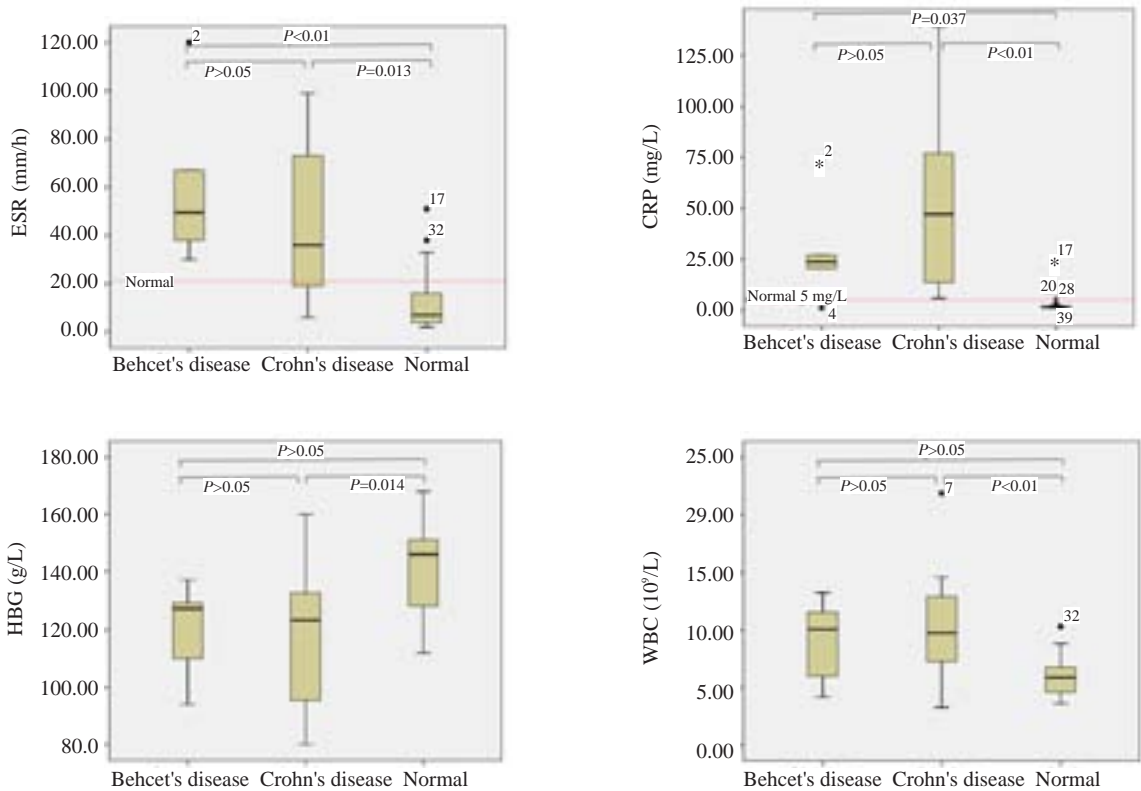 120.00
100.00
80.00
60.00
40.00
20.00
0.00
ESR (mm/h)
2
P<0.01
P>0.05
P=0.013
17
32
Normal
Behcet's disease Crohn's disease Normal
125.00
100.00
75.00
50.00
25.00
0.00
CRP (mg/L)
P=0.037
P>0.05
P<0.01
*2
17
*
20 28
Normal 5 mg/L
4
39
Behcet's disease Crohn's disease Normal
180.00
160.00
140.00
120.00
100.00
80.0
HBG (g/L)
P>0.05
P>0.05
P=0.014
Behcet's disease Crohn's disease Normal
25.00
29.00
15.00
10.00
5.00
0.00
WBC (10⁹/L)
P>0.05
P>0.05
P<0.01
7
32
Behcet's disease Crohn's disease Normal